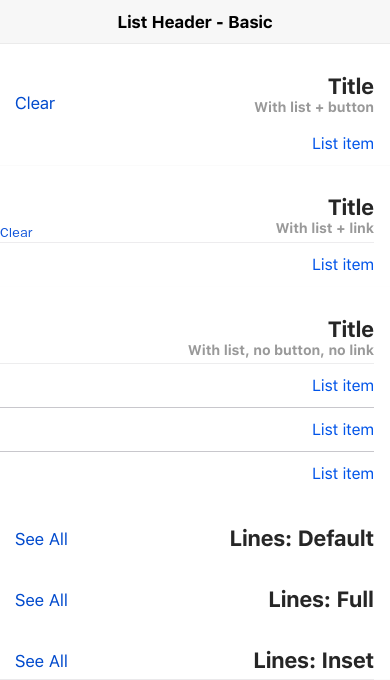 List Header - Basic
Title
With list + button
Clear
List item
Title
With list + link
Clear
List item
Title
With list, no button, no link
List item
List item
List item
Lines: Default
See All
Lines: Full
See All
Lines: Inset
See All